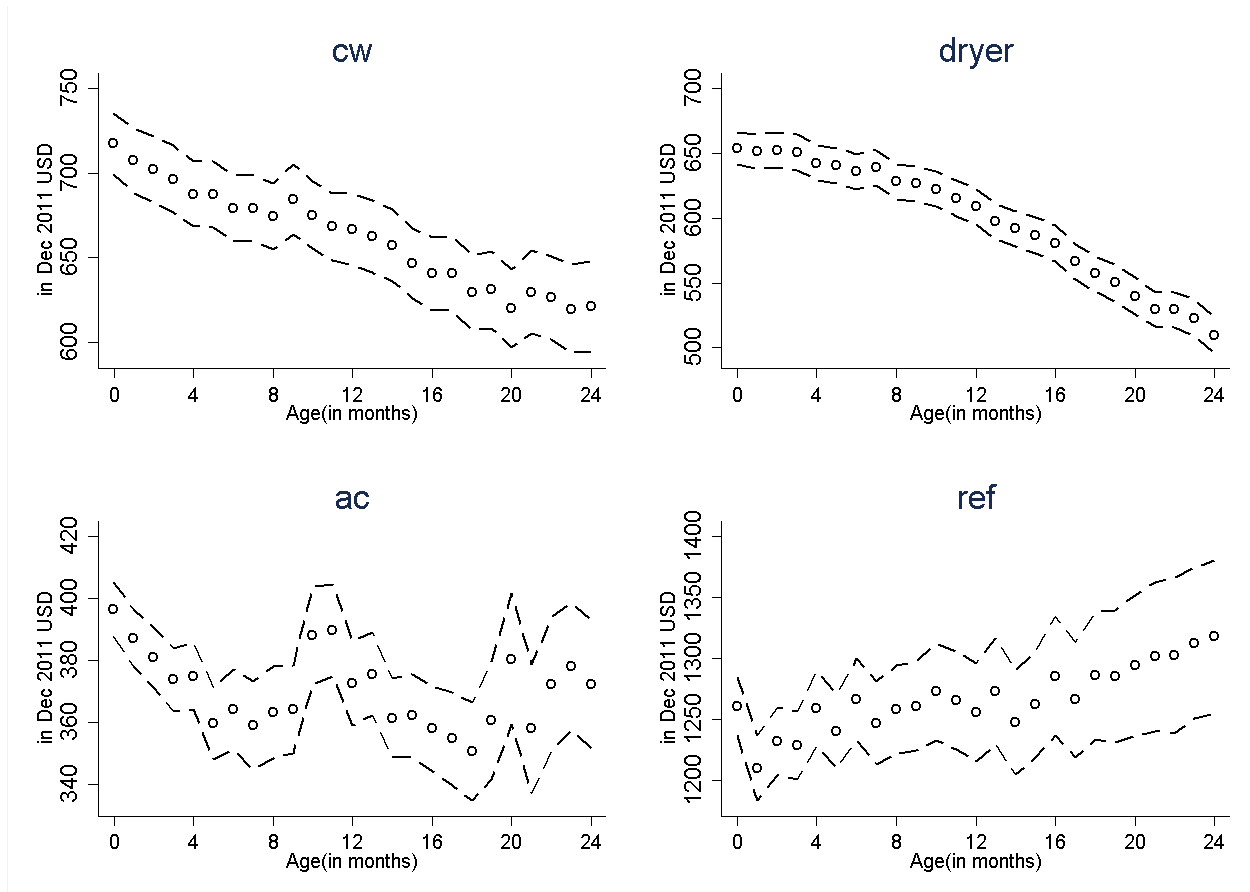 cw
750
700
650
600
in Dec 2011 USD
0 4 8 12 16 20 24
Age(in months)
dryer
700
650
600
550
500
in Dec 2011 USD
0 4 8 12 16 20 24
Age(in months)
ac
420
400
380
360
340
in Dec 2011 USD
0 4 8 12 16 20 24
Age(in months)
ref
1400
1350
1300
1250
1200
in Dec 2011 USD
0 4 8 12 16 20 24
Age(in months)